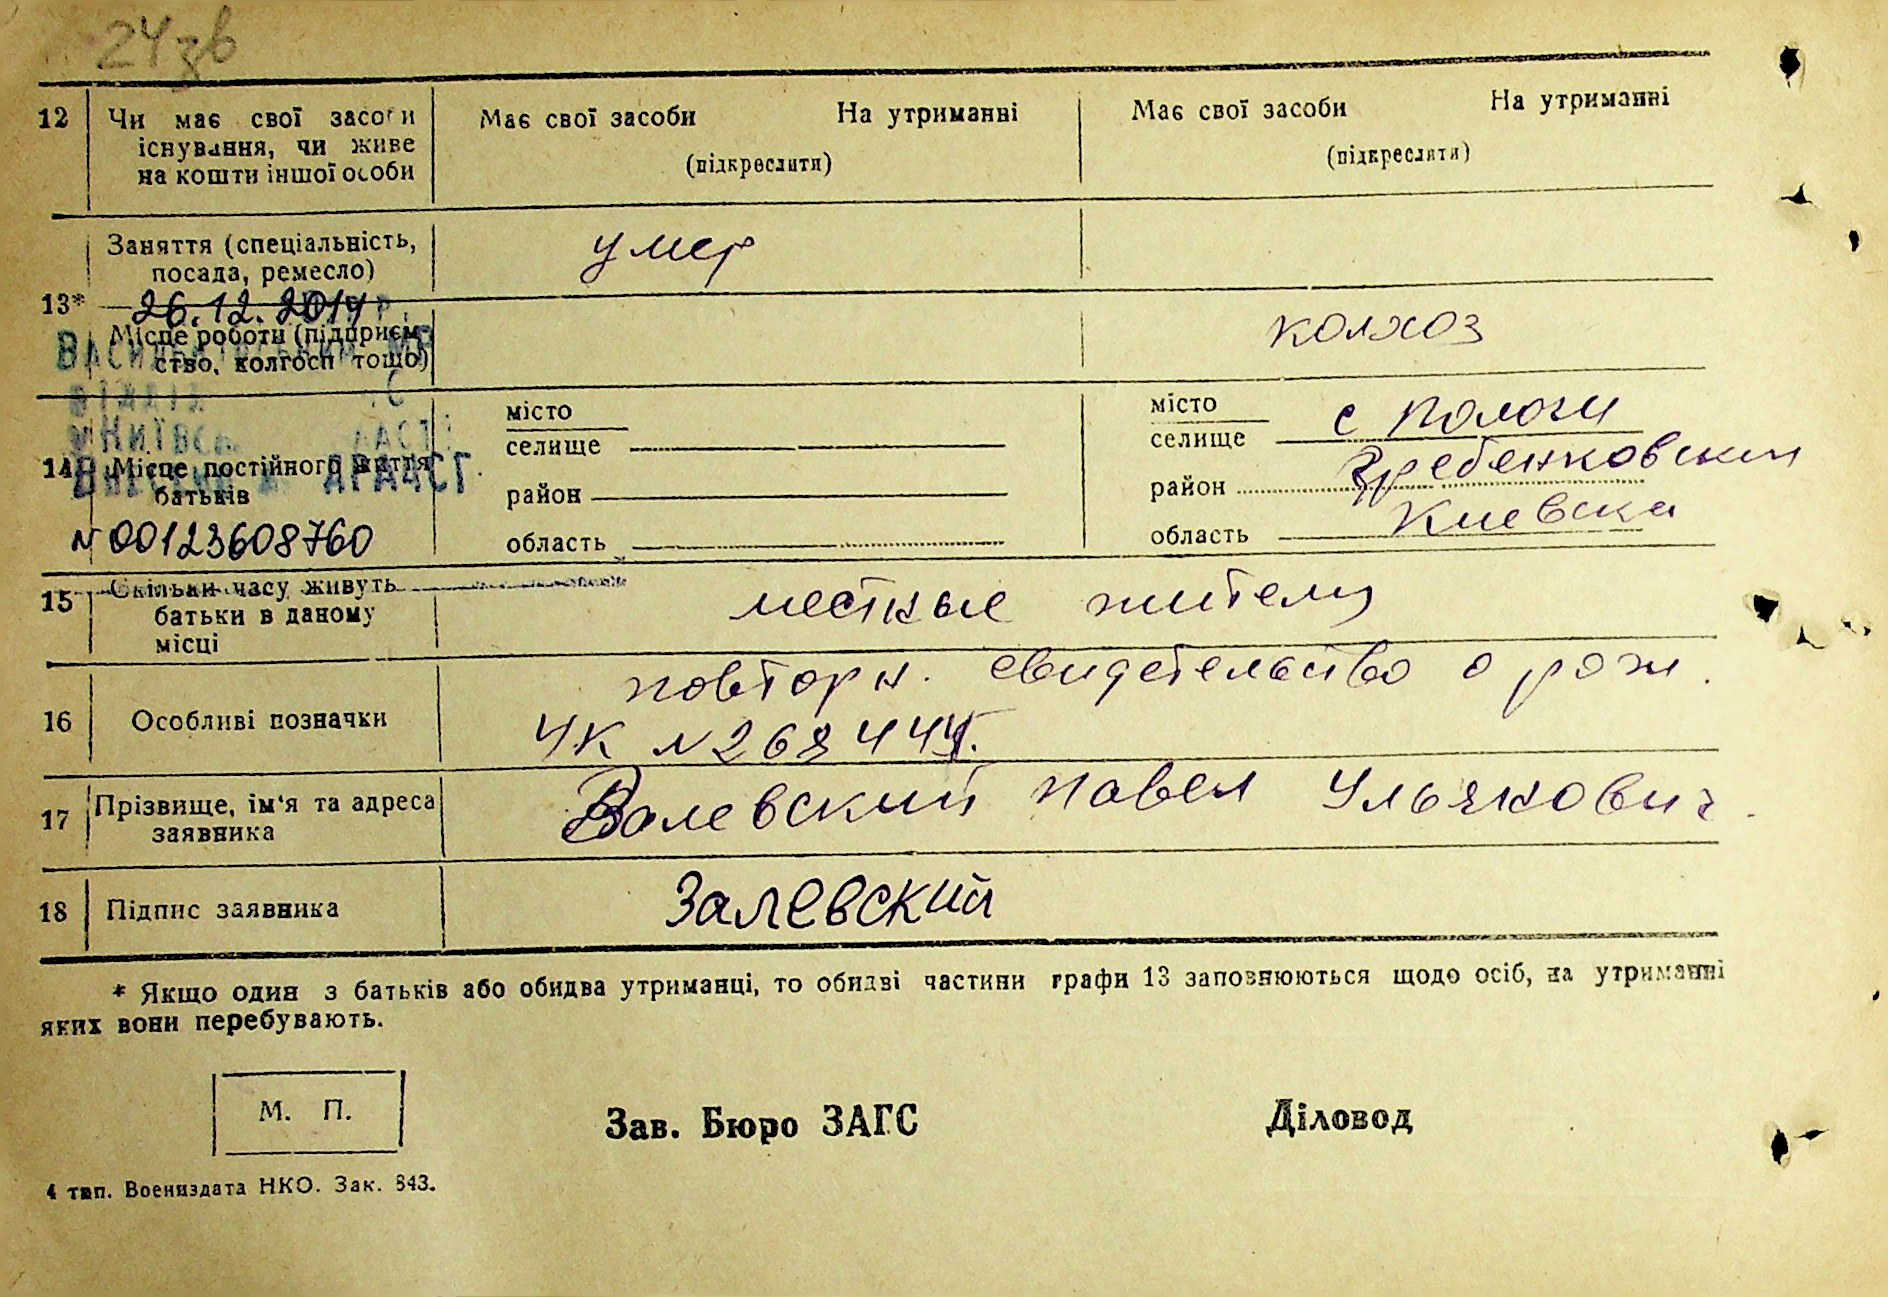 24зв
12 Чи має свої засоби існування, чи живе на кошти іншої особи
Має свої засоби На утриманні
(підкреслити)
Має свої засоби На утриманні
(підкреслити)
13* Заняття (спеціальність, посада, ремесло)
умер
26.12.2014 р.
Місце роботи (підприємство, колгосп тощо)
колхоз
14 Місце постійного життя батьків
місто
селище
район
область
місто
селище с Пологи
район Гребенковский
область Киевска
ДРАЦСГ
N 00123608760
15 Скільки часу живуть батьки в даному місці
местные жители
16 Особливі позначки
повторн. свидетельство о рож.
ЧК N 268444.
17 Прізвище, ім'я та адреса заявника
Залевский Павел Ульянович
18 Підпис заявника
Залевский
* Якщо один з батьків або обидва утриманці, то обидві частини графи 13 заповнюються щодо осіб, на утриманні
яких вони перебувають.
М. П.
Зав. Бюро ЗАГС
Діловод
4 тип. Воениздата НКО. Зак. 843.